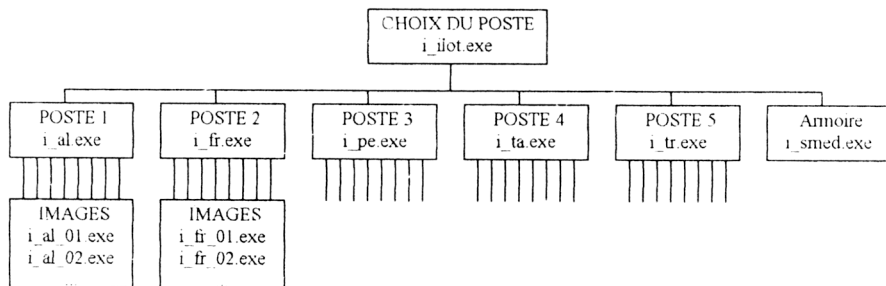 CHOIX DU POSTE
i_ilot.exe
POSTE 1
i_al.exe
POSTE 2
i_fr.exe
POSTE 3
i_pe.exe
POSTE 4
i_ta.exe
POSTE 5
i_tr.exe
Armoire
i_smed.exe
IMAGES
i_al_01.exe
i_al_02.exe
IMAGES
i_fr_01.exe
i_fr_02.exe